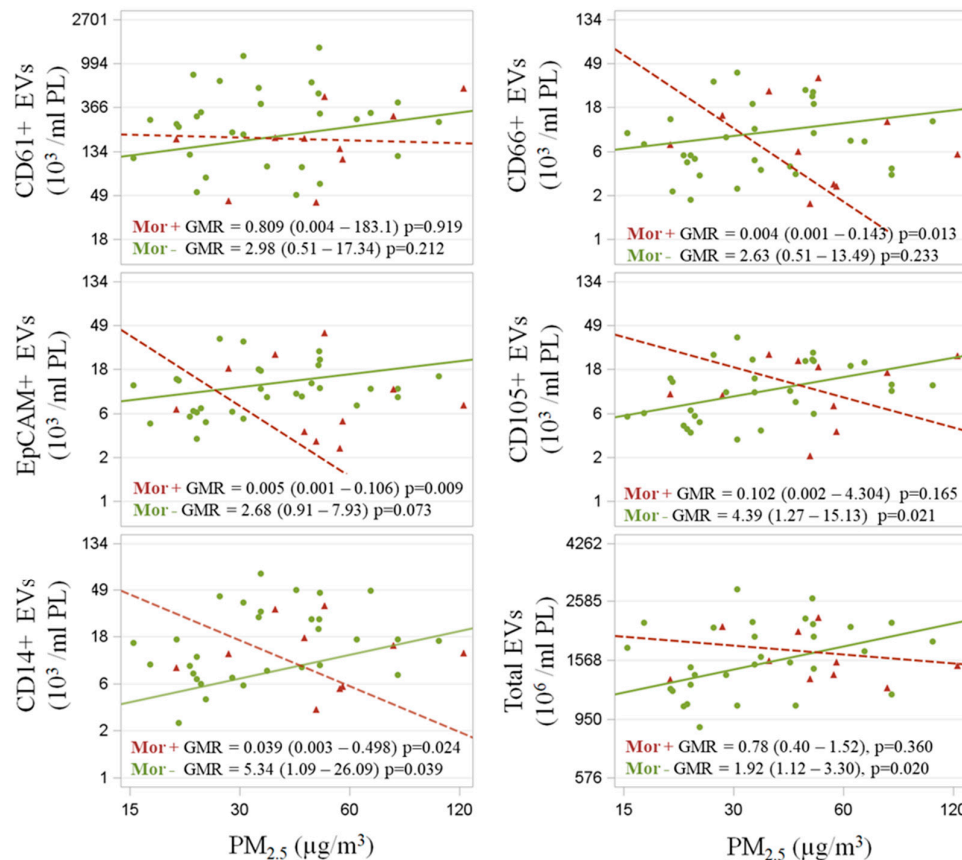 CD61+ EVs
(10³ /ml PL)
2701
994
366
134
49
18
Mor + GMR = 0.809 (0.004 – 183.1) p=0.919
Mor - GMR = 2.98 (0.51 – 17.34) p=0.212
CD66+ EVs
(10³ /ml PL)
134
49
18
6
2
1
Mor + GMR = 0.004 (0.001 – 0.143) p=0.013
Mor - GMR = 2.63 (0.51 – 13.49) p=0.233
EpCAM+ EVs
(10³ /ml PL)
134
49
18
6
2
1
Mor + GMR = 0.005 (0.001 – 0.106) p=0.009
Mor - GMR = 2.68 (0.91 – 7.93) p=0.073
CD105+ EVs
(10³ /ml PL)
134
49
18
6
2
1
Mor + GMR = 0.102 (0.002 – 4.304) p=0.165
Mor - GMR = 4.39 (1.27 – 15.13) p=0.021
CD14+ EVs
(10³ /ml PL)
134
49
18
6
2
1
Mor + GMR = 0.039 (0.003 – 0.498) p=0.024
Mor - GMR = 5.34 (1.09 – 26.09) p=0.039
15 30 60 120
PM₂.₅ (µg/m³)
Total EVs
(10⁶ /ml PL)
4262
2585
1568
950
576
Mor + GMR = 0.78 (0.40 – 1.52), p=0.360
Mor - GMR = 1.92 (1.12 – 3.30), p=0.020
15 30 60 120
PM₂.₅ (µg/m³)